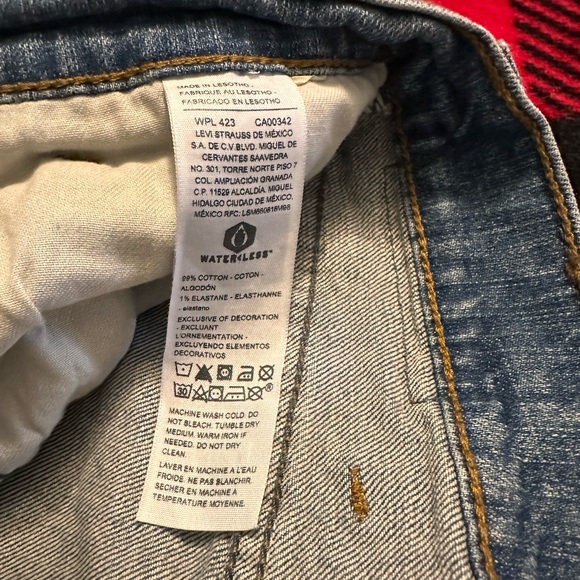 MADE IN LESOTHO -
FABRIQUE AU LESOTHO -
FABRICADO EN LESOTHO
WPL 423 CA00342
LEVI STRAUSS DE MÉXICO
S.A. DE C.V.BLVD. MIGUEL DE
CERVANTES SAAVEDRA
NO. 301, TORRE NORTE PISO 7
COL. AMPLIACIÓN GRANADA
C.P. 11529 ALCALDÍA. MIGUEL
HIDALGO CIUDAD DE MÉXICO.
MÉXICO RFC:
WATER<LESS™
99% COTTON - COTON -
ALGODÓN
1% ELASTANE - ELASTHANNE
- elastano
EXCLUSIVE OF DECORATION
- EXCLUANT
L'ORNEMENTATION -
EXCLUYENDO ELEMENTOS
DECORATIVOS
30 ®
MACHINE WASH COLD. DO
NOT BLEACH. TUMBLE DRY
MEDIUM. WARM IRON IF
NEEDED. DO NOT DRY
CLEAN.
LAVER EN MACHINE A L'EAU
FROIDE. NE PAS BLANCHIR.
SECHER EN MACHINE A
TEMPERATURE MOYENNE.